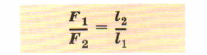 F₁/F₂ = l₂/l₁